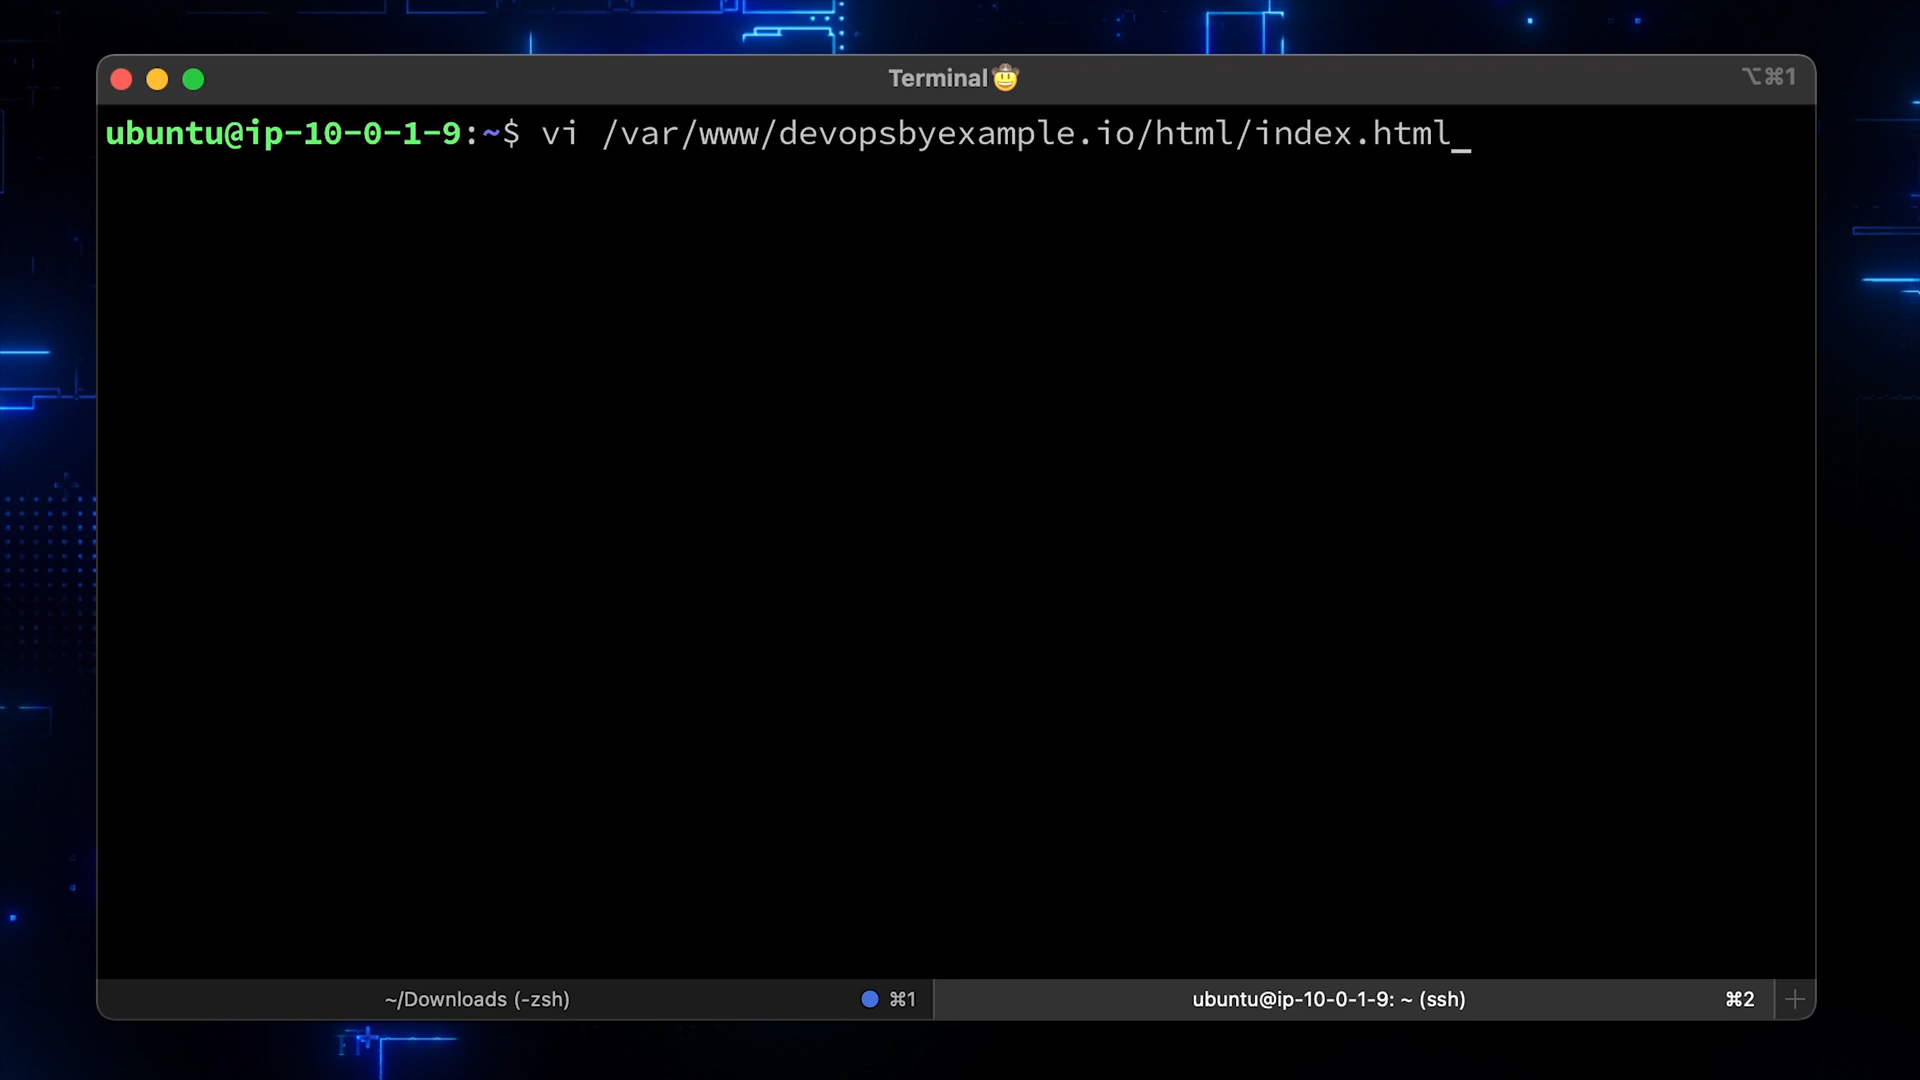 Terminal🤠
⌥⌘1
ubuntu@ip-10-0-1-9:~$ vi /var/www/devopsbyexample.io/html/index.html_
~/Downloads (-zsh)
⌘1
ubuntu@ip-10-0-1-9: ~ (ssh)
⌘2